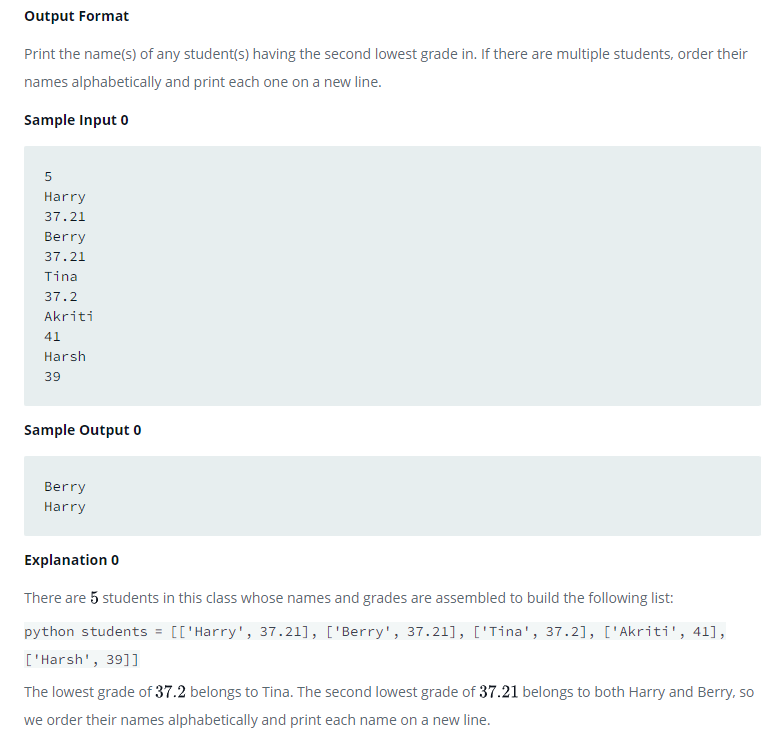 Output Format
Print the name(s) of any student(s) having the second lowest grade in. If there are multiple students, order their
names alphabetically and print each one on a new line.
Sample Input 0
5
Harry
37.21
Berry
37.21
Tina
37.2
Akriti
41
Harsh
39
Sample Output 0
Berry
Harry
Explanation 0
There are 5 students in this class whose names and grades are assembled to build the following list:
python students = [['Harry', 37.21], ['Berry', 37.21], ['Tina', 37.2], ['Akriti', 41],
['Harsh', 39]]
The lowest grade of 37.2 belongs to Tina. The second lowest grade of 37.21 belongs to both Harry and Berry, so
we order their names alphabetically and print each name on a new line.